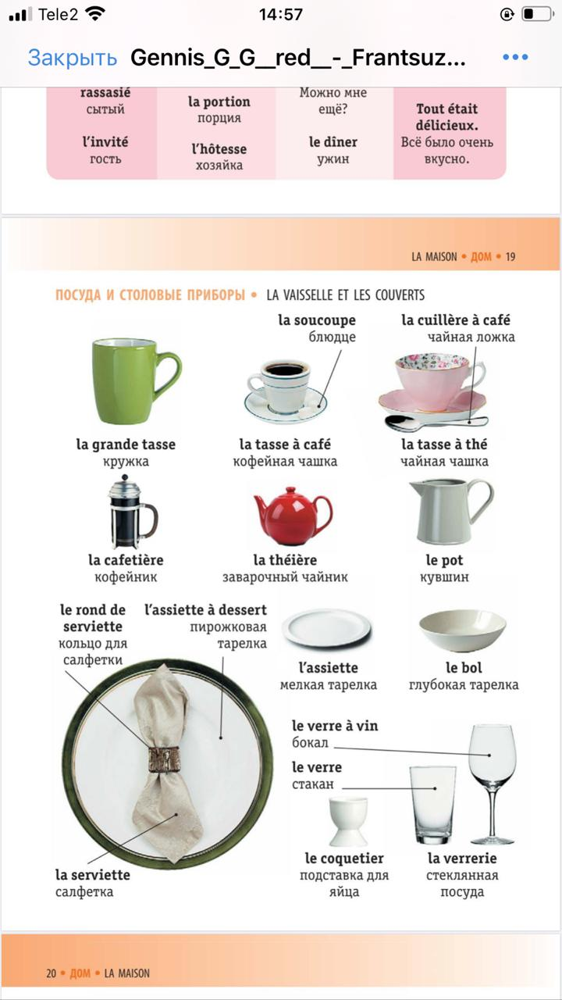 Tele2
14:57
Закрыть
Gennis_G_G__red__-_Frantsuz...
rassasié
сытый
l'invité
гость
la portion
порция
l'hôtesse
хозяйка
Можно мне
ещё?
le dîner
ужин
Tout était
délicieux.
Всё было очень
вкусно.
LA MAISON • ДОМ • 19
ПОСУДА И СТОЛОВЫЕ ПРИБОРЫ • LA VAISSELLE ET LES COUVERTS
la soucoupe
блюдце
la cuillère à café
чайная ложка
la grande tasse
кружка
la tasse à café
кофейная чашка
la tasse à thé
чайная чашка
la cafetière
кофейник
la théière
заварочный чайник
le pot
кувшин
le rond de
serviette
кольцо для
салфетки
l'assiette à dessert
пирожковая
тарелка
l'assiette
мелкая тарелка
le bol
глубокая тарелка
le verre à vin
бокал
le verre
стакан
le coquetier
подставка для
яйца
la verrerie
стеклянная
посуда
la serviette
салфетка
20 • ДОМ • LA MAISON